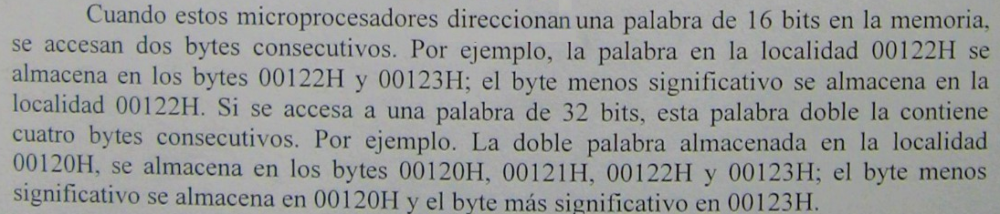 Cuando estos microprocesadores direccionan una palabra de 16 bits en la memoria,
se accesan dos bytes consecutivos. Por ejemplo, la palabra en la localidad 00122H se
almacena en los bytes 00122H y 00123H; el byte menos significativo se almacena en la
localidad 00122H. Si se accesa a una palabra de 32 bits, esta palabra doble la contiene
cuatro bytes consecutivos. Por ejemplo. La doble palabra almacenada en la localidad
00120H, se almacena en los bytes 00120H, 00121H, 00122H y 00123H; el byte menos
significativo se almacena en 00120H y el byte más significativo en 00123H.